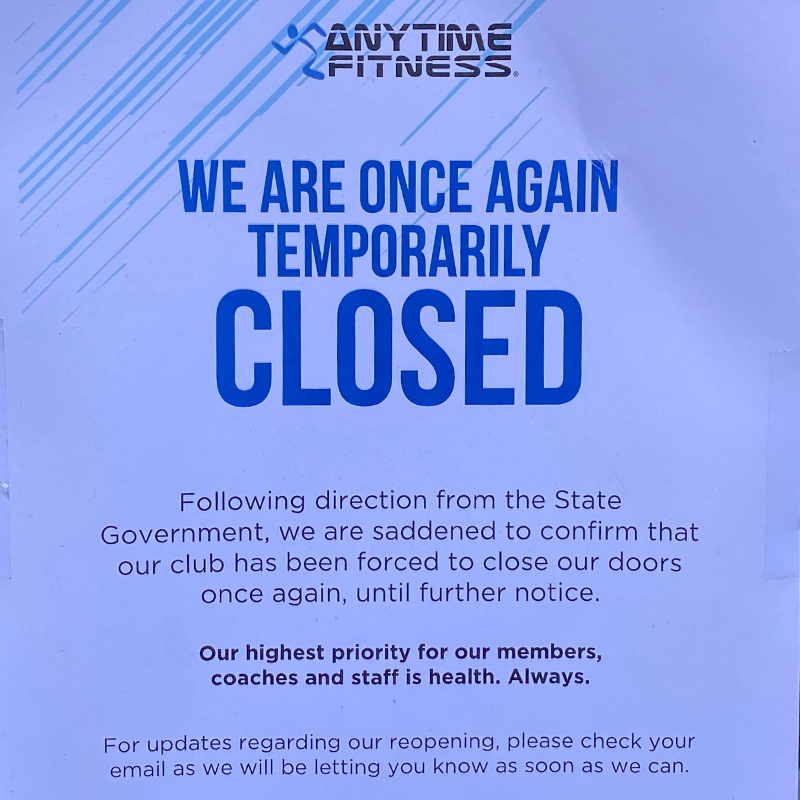 ANYTIME
FITNESS®
WE ARE ONCE AGAIN
TEMPORARILY
CLOSED
Following direction from the State
Government, we are saddened to confirm that
our club has been forced to close our doors
once again, until further notice.
Our highest priority for our members,
coaches and staff is health. Always.
For updates regarding our reopening, please check your
email as we will be letting you know as soon as we can.